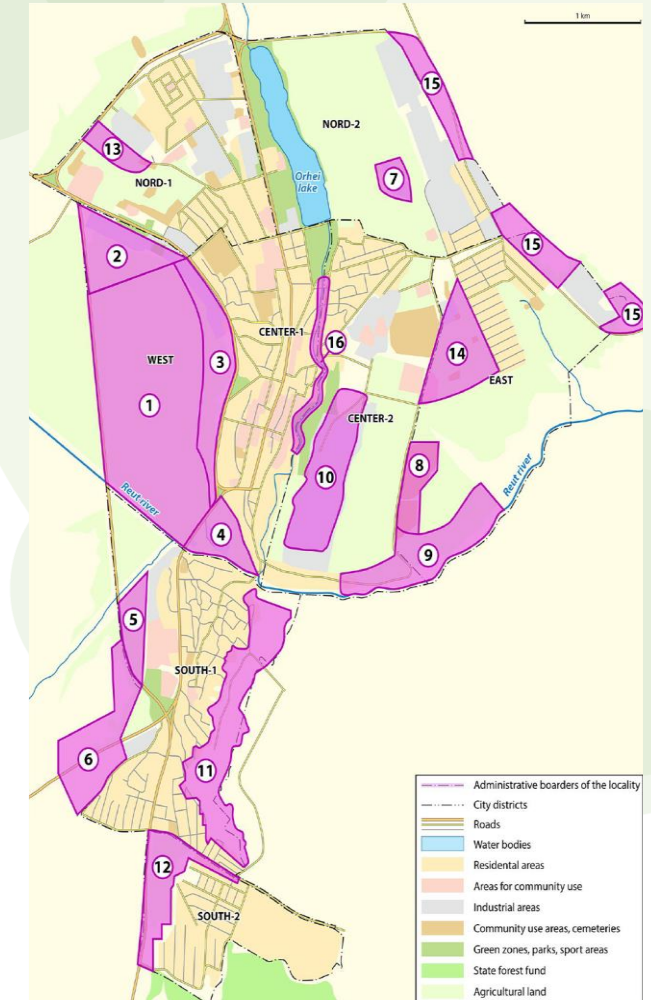 1 km
15
NORD-2
13
NORD-1
Orhei
lake
7
2
15
15
CENTER-1
16
WEST
3
14
EAST
1
CENTER-2
8
10
Reut river
Reut river
4
9
5
SOUTH-1
6
11
12
SOUTH-2
Administrative boarders of the locality
City districts
Roads
Water bodies
Residental areas
Areas for community use
Industrial areas
Community use areas, cemeteries
Green zones, parks, sport areas
State forest fund
Agricultural land